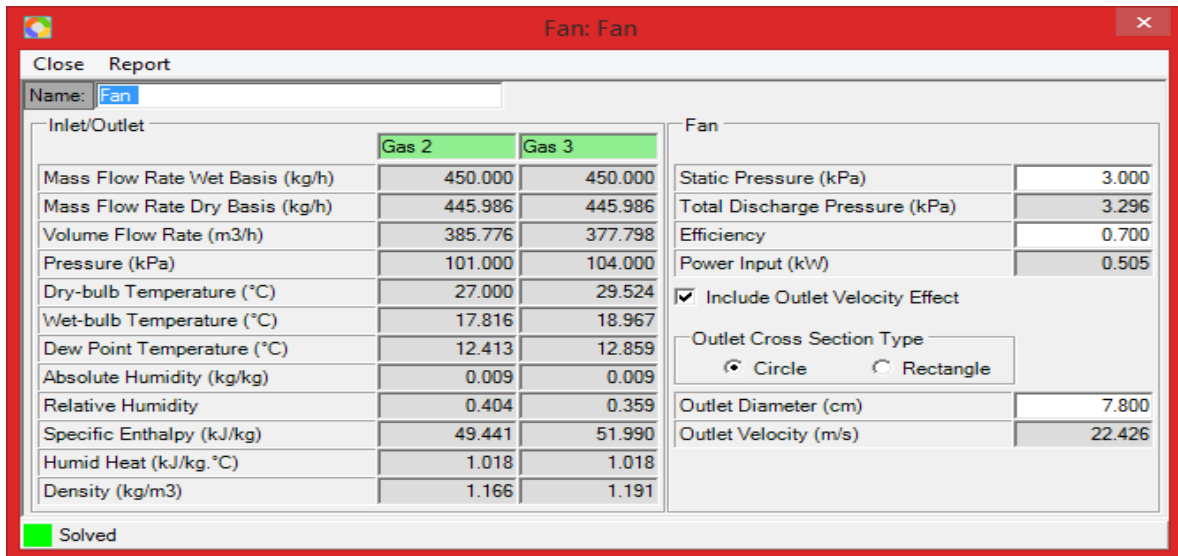 Fan: Fan
Close Report
Name: Fan
Inlet/Outlet
Gas 2 Gas 3
Mass Flow Rate Wet Basis (kg/h) 450.000 450.000
Mass Flow Rate Dry Basis (kg/h) 445.986 445.986
Volume Flow Rate (m3/h) 385.776 377.798
Pressure (kPa) 101.000 104.000
Dry-bulb Temperature (°C) 27.000 29.524
Wet-bulb Temperature (°C) 17.816 18.967
Dew Point Temperature (°C) 12.413 12.859
Absolute Humidity (kg/kg) 0.009 0.009
Relative Humidity 0.404 0.359
Specific Enthalpy (kJ/kg) 49.441 51.990
Humid Heat (kJ/kg.°C) 1.018 1.018
Density (kg/m3) 1.166 1.191
Fan
Static Pressure (kPa) 3.000
Total Discharge Pressure (kPa) 3.296
Efficiency 0.700
Power Input (kW) 0.505
Include Outlet Velocity Effect
Outlet Cross Section Type
Circle Rectangle
Outlet Diameter (cm) 7.800
Outlet Velocity (m/s) 22.426
Solved